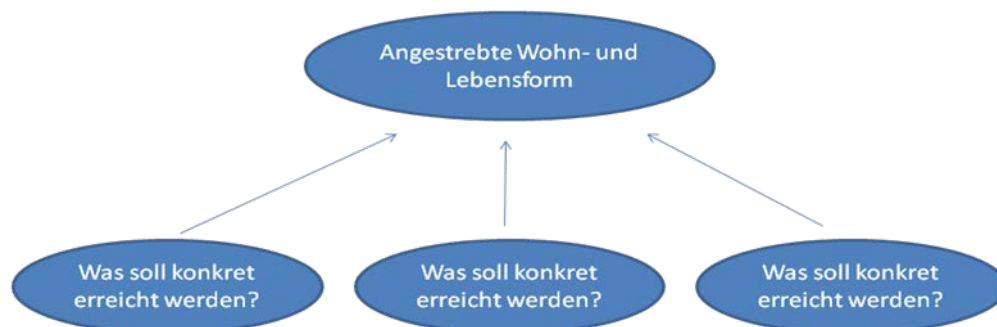 Angestrebte Wohn- und
Lebensform
Was soll konkret
erreicht werden?
Was soll konkret
erreicht werden?
Was soll konkret
erreicht werden?